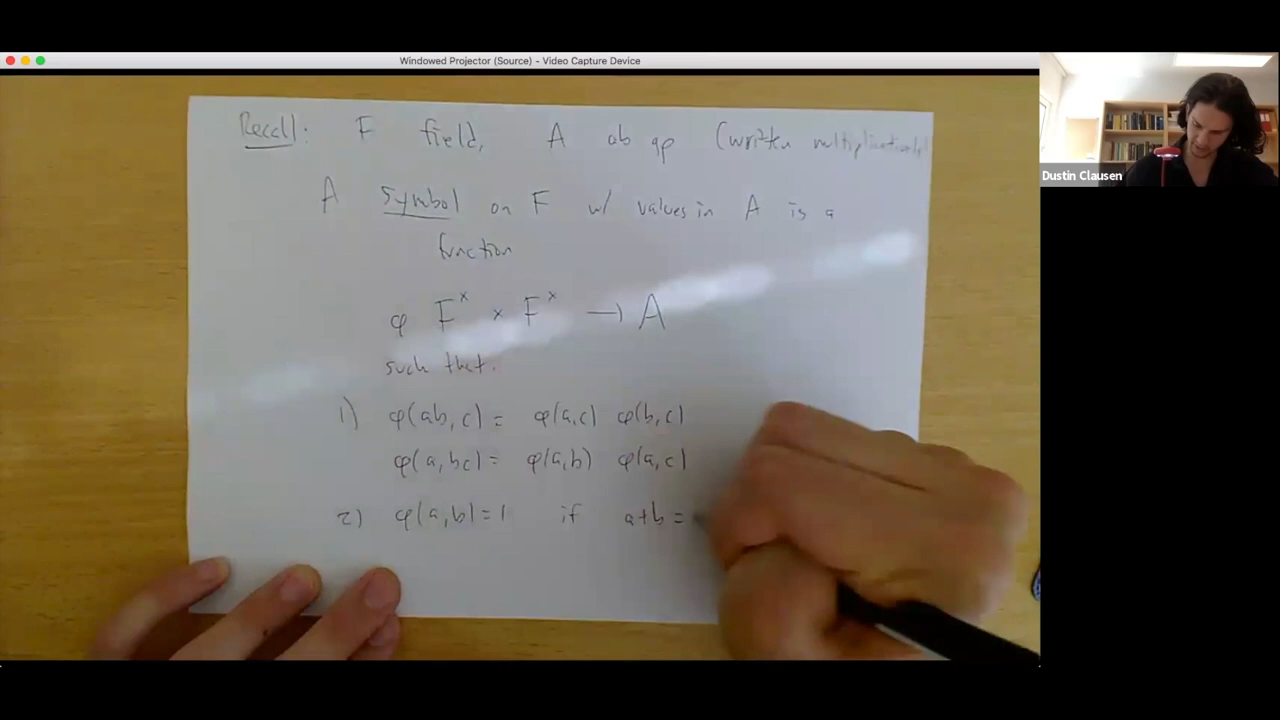 Windowed Projector (Source) - Video Capture Device
Dustin Clausen
Recall: F field, A ab gp (written multiplicatively)
A symbol on F w/ values in A is a
function
φ F^× × F^× → A
such that.
1) φ(ab, c) = φ(a, c) φ(b, c)
φ(a, bc) = φ(a, b) φ(a, c)
2) φ(a, b) = 1 if a+b =